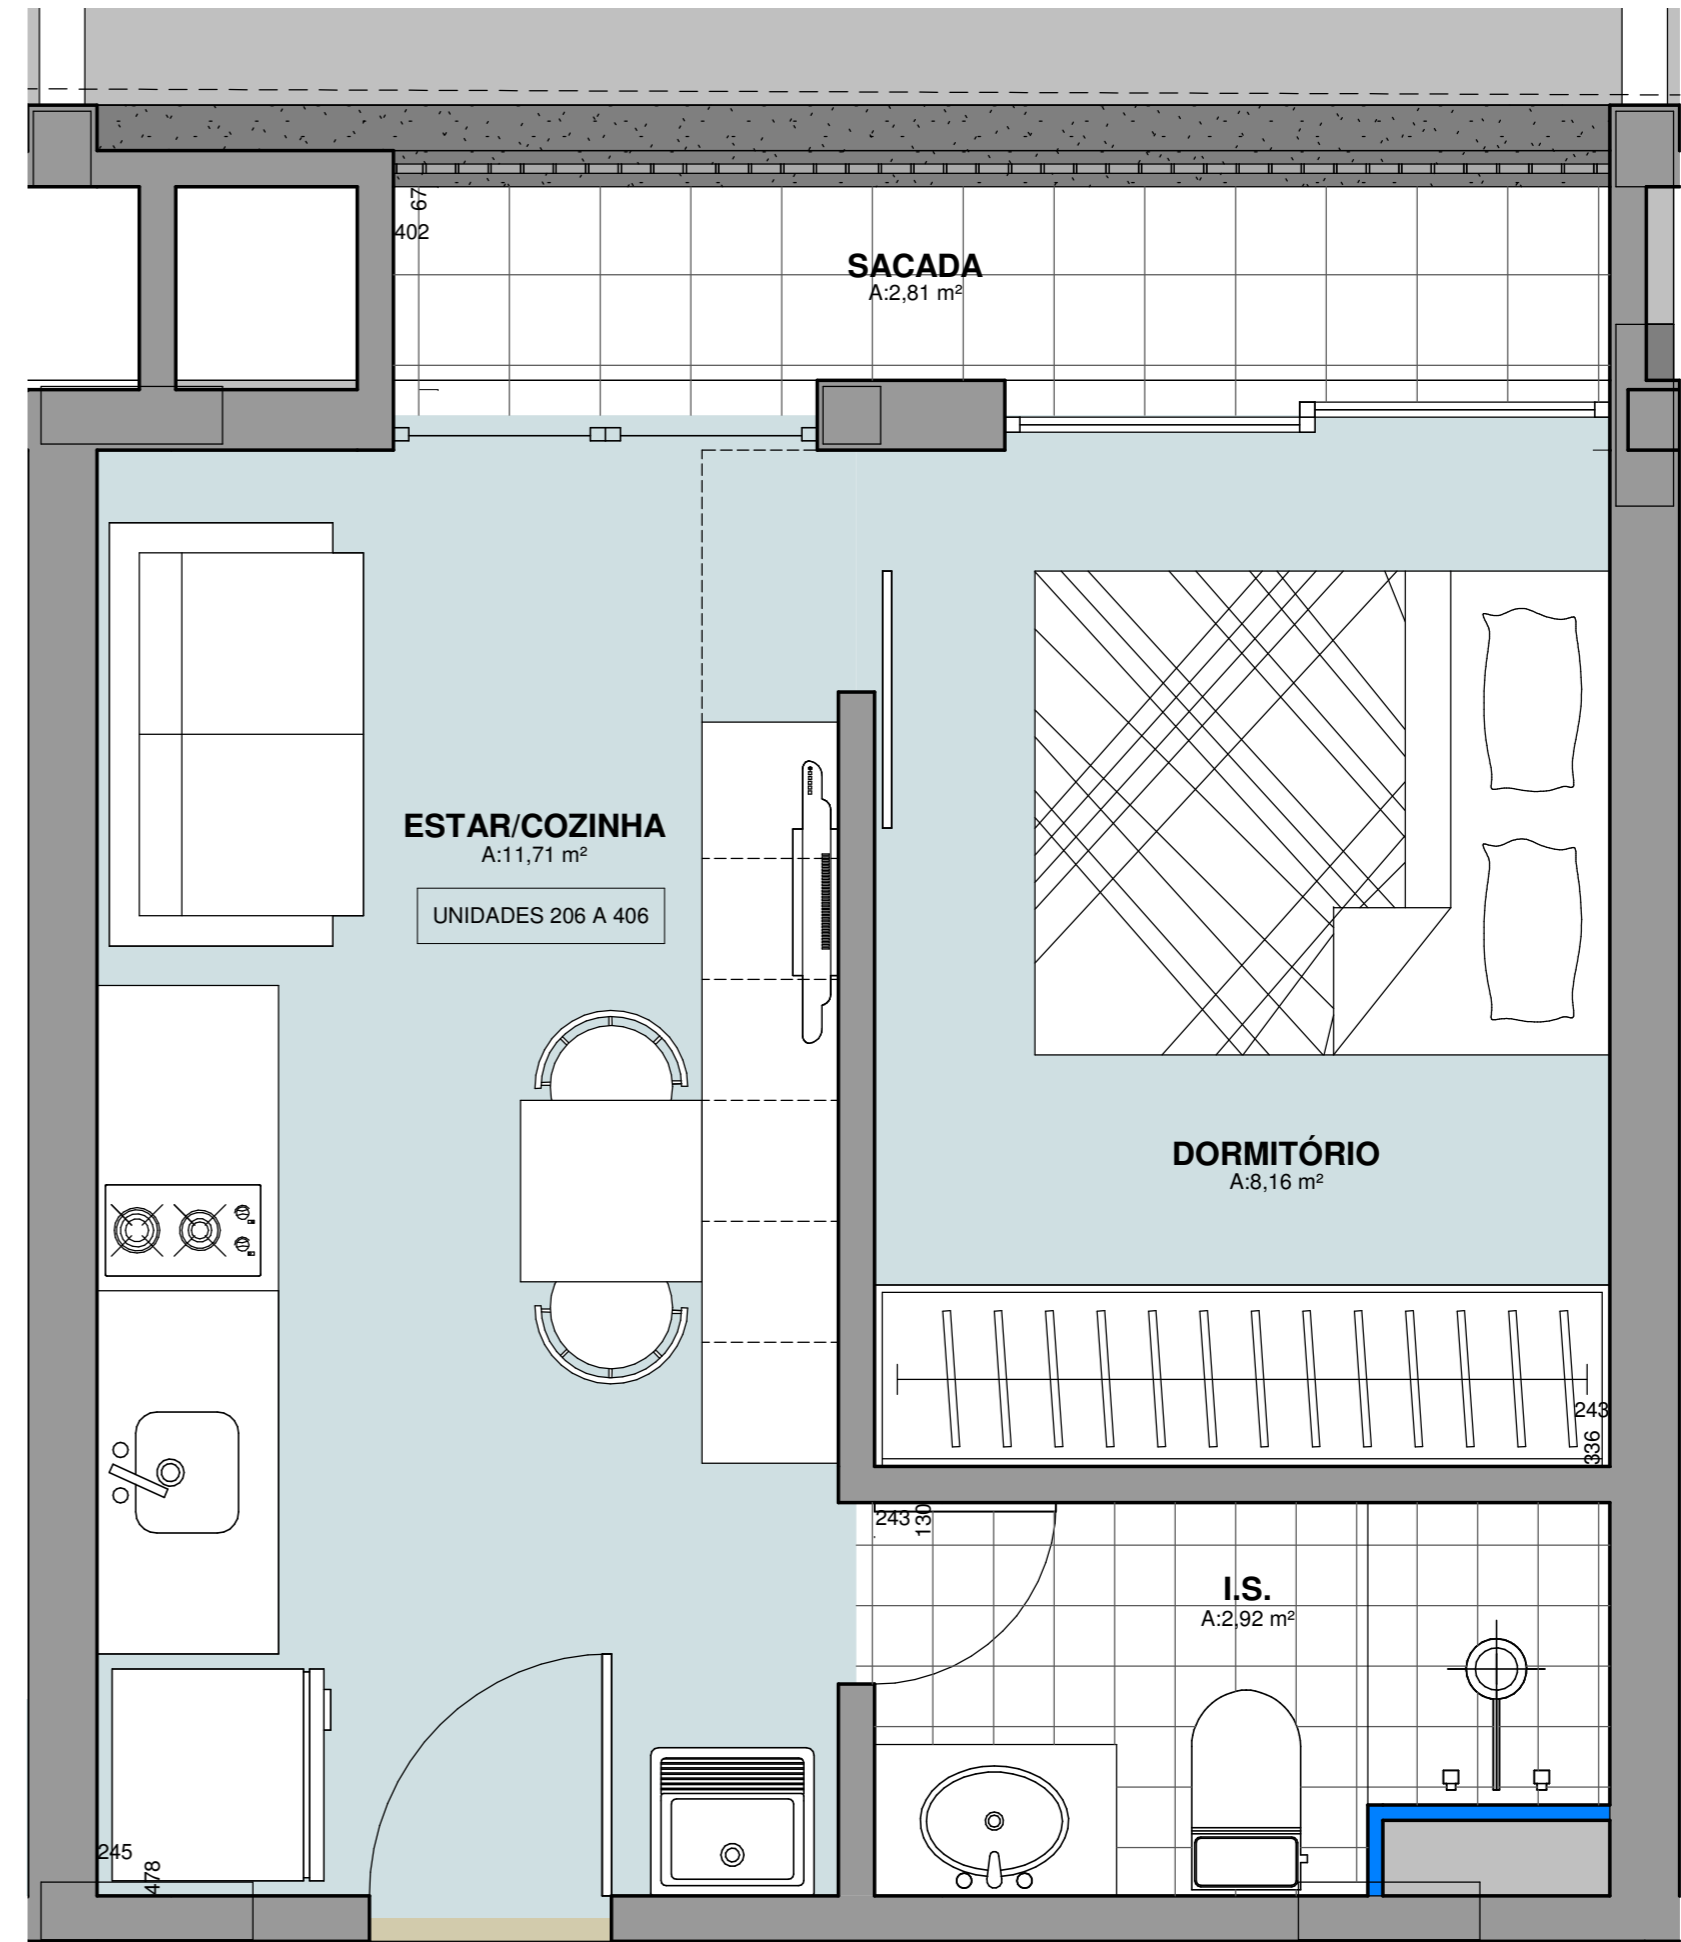 67
402
SACADA
A:2,81 m²
ESTAR/COZINHA
A:11,71 m²
UNIDADES 206 A 406
DORMITÓRIO
A:8,16 m²
243
336
243
130
I.S.
A:2,92 m²
245
478